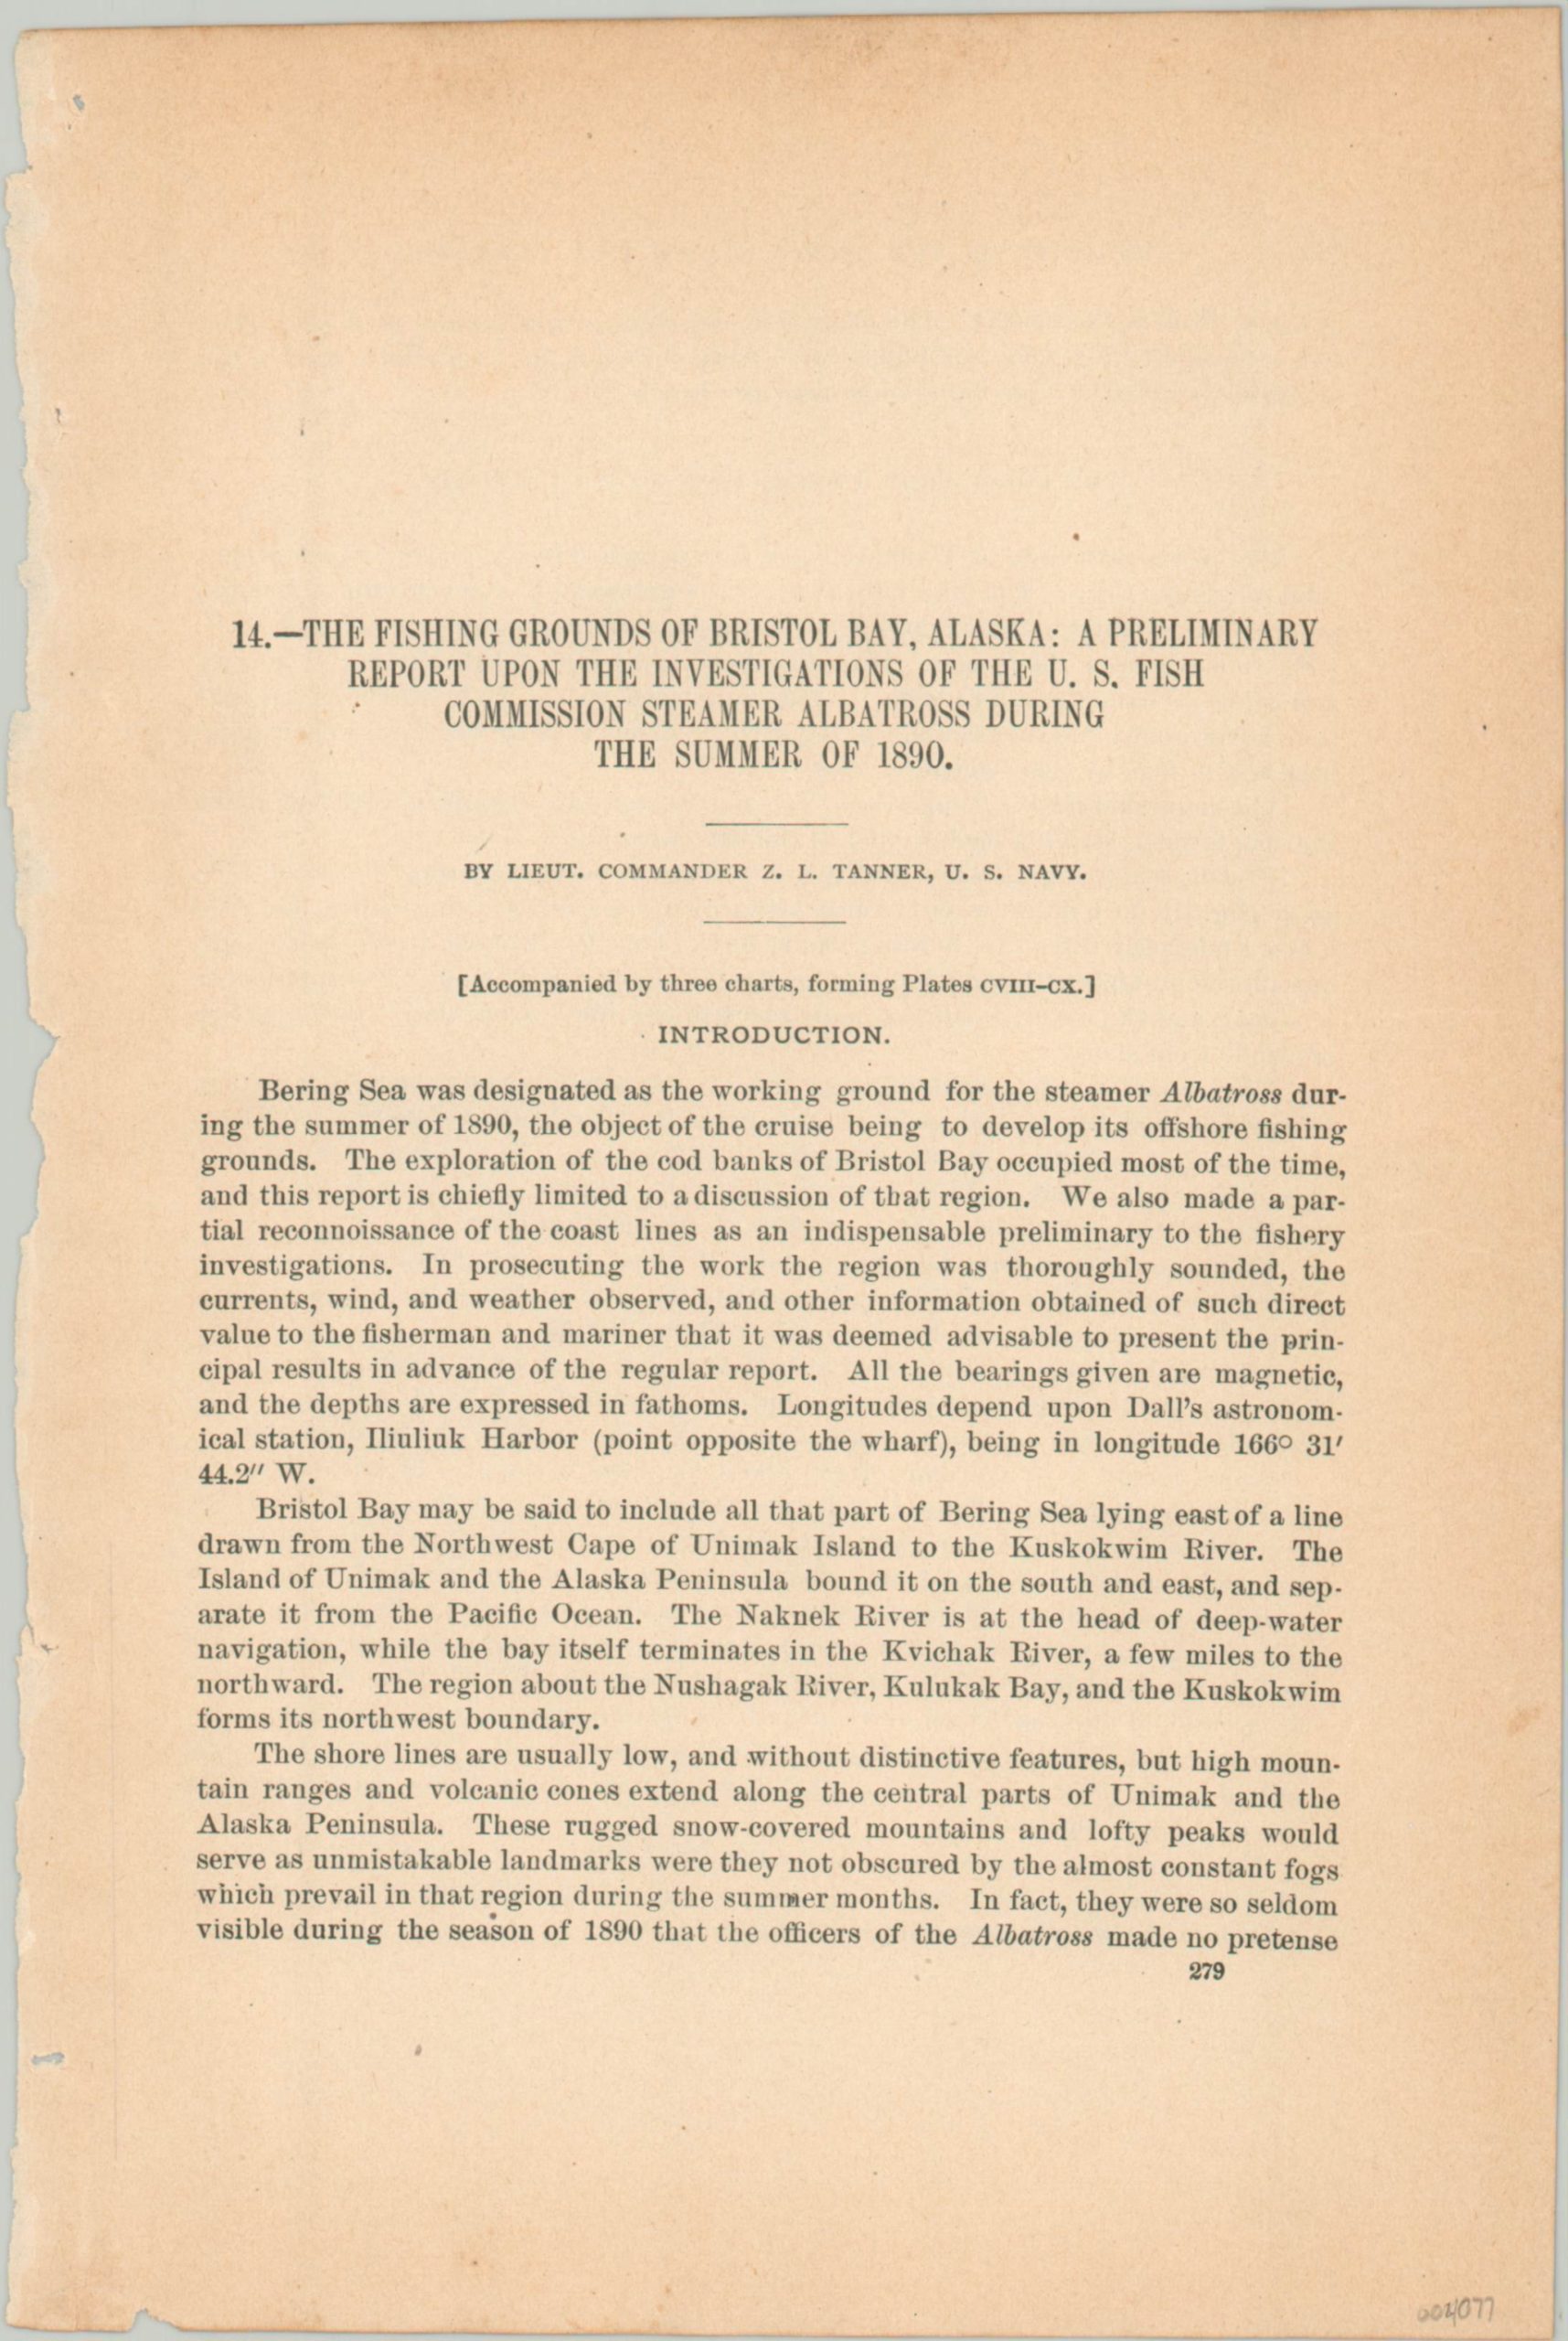 14.—THE FISHING GROUNDS OF BRISTOL BAY, ALASKA: A PRELIMINARY
REPORT UPON THE INVESTIGATIONS OF THE U. S. FISH
COMMISSION STEAMER ALBATROSS DURING
THE SUMMER OF 1890.
BY LIEUT. COMMANDER Z. L. TANNER, U. S. NAVY.
[Accompanied by three charts, forming Plates CVIII–CX.]
INTRODUCTION.
Bering Sea was designated as the working ground for the steamer Albatross dur-
ing the summer of 1890, the object of the cruise being to develop its offshore fishing
grounds. The exploration of the cod banks of Bristol Bay occupied most of the time,
and this report is chiefly limited to a discussion of that region. We also made a par-
tial reconnoissance of the coast lines as an indispensable preliminary to the fishery
investigations. In prosecuting the work the region was thoroughly sounded, the
currents, wind, and weather observed, and other information obtained of such direct
value to the fisherman and mariner that it was deemed advisable to present the prin-
cipal results in advance of the regular report. All the bearings given are magnetic,
and the depths are expressed in fathoms. Longitudes depend upon Dall's astronom-
ical station, Iliuliuk Harbor (point opposite the wharf), being in longitude 166° 31′
44.2″ W.
Bristol Bay may be said to include all that part of Bering Sea lying east of a line
drawn from the Northwest Cape of Unimak Island to the Kuskokwim River. The
Island of Unimak and the Alaska Peninsula bound it on the south and east, and sep-
arate it from the Pacific Ocean. The Naknek River is at the head of deep-water
navigation, while the bay itself terminates in the Kvichak River, a few miles to the
northward. The region about the Nushagak River, Kulukak Bay, and the Kuskokwim
forms its northwest boundary.
The shore lines are usually low, and without distinctive features, but high moun-
tain ranges and volcanic cones extend along the central parts of Unimak and the
Alaska Peninsula. These rugged snow-covered mountains and lofty peaks would
serve as unmistakable landmarks were they not obscured by the almost constant fogs
which prevail in that region during the summer months. In fact, they were so seldom
visible during the season of 1890 that the officers of the Albatross made no pretense
279
004077